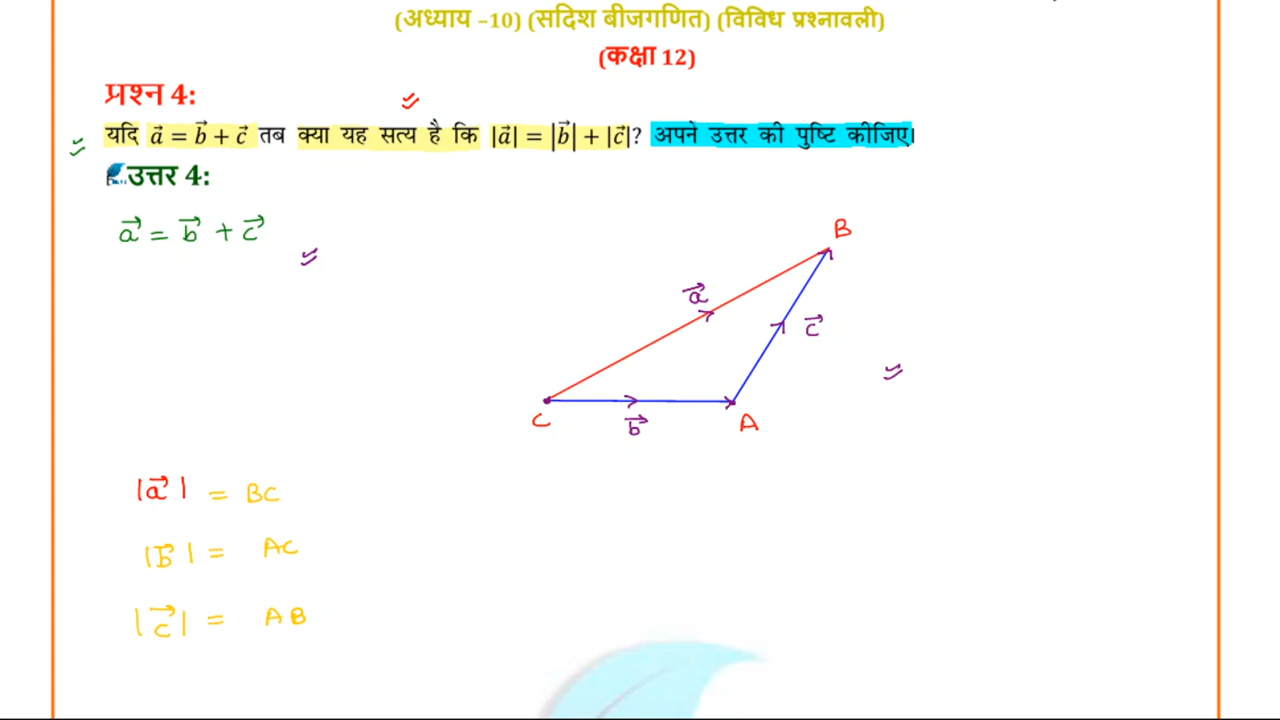 (अध्याय –10) (सदिश बीजगणित) (विविध प्रश्नावली)
(कक्षा 12)
प्रश्न 4:
यदि a⃗ = b⃗ + c⃗ तब क्या यह सत्य है कि |a⃗| = |b⃗| + |c⃗|? अपने उत्तर की पुष्टि कीजिए।
उत्तर 4:
a⃗ = b⃗ + c⃗
B
a⃗
c⃗
C
b⃗
A
|a⃗| = BC
|b⃗| = AC
|c⃗| = AB